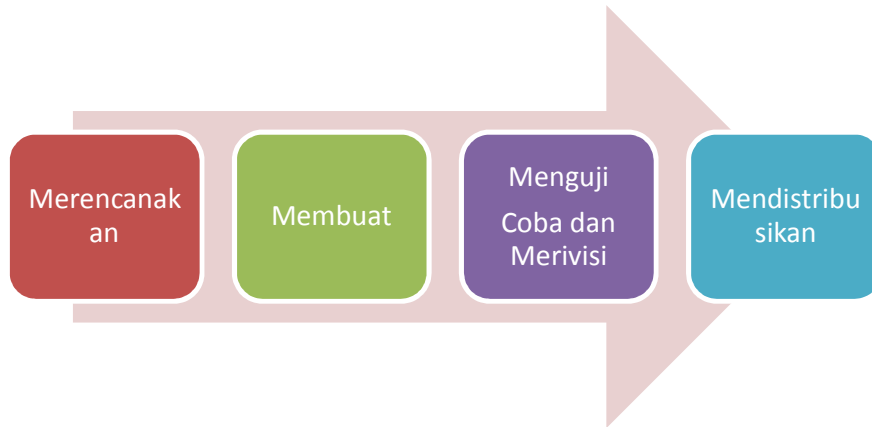 Merencanak
an
Membuat
Menguji
Coba dan
Merivisi
Mendistribu
sikan